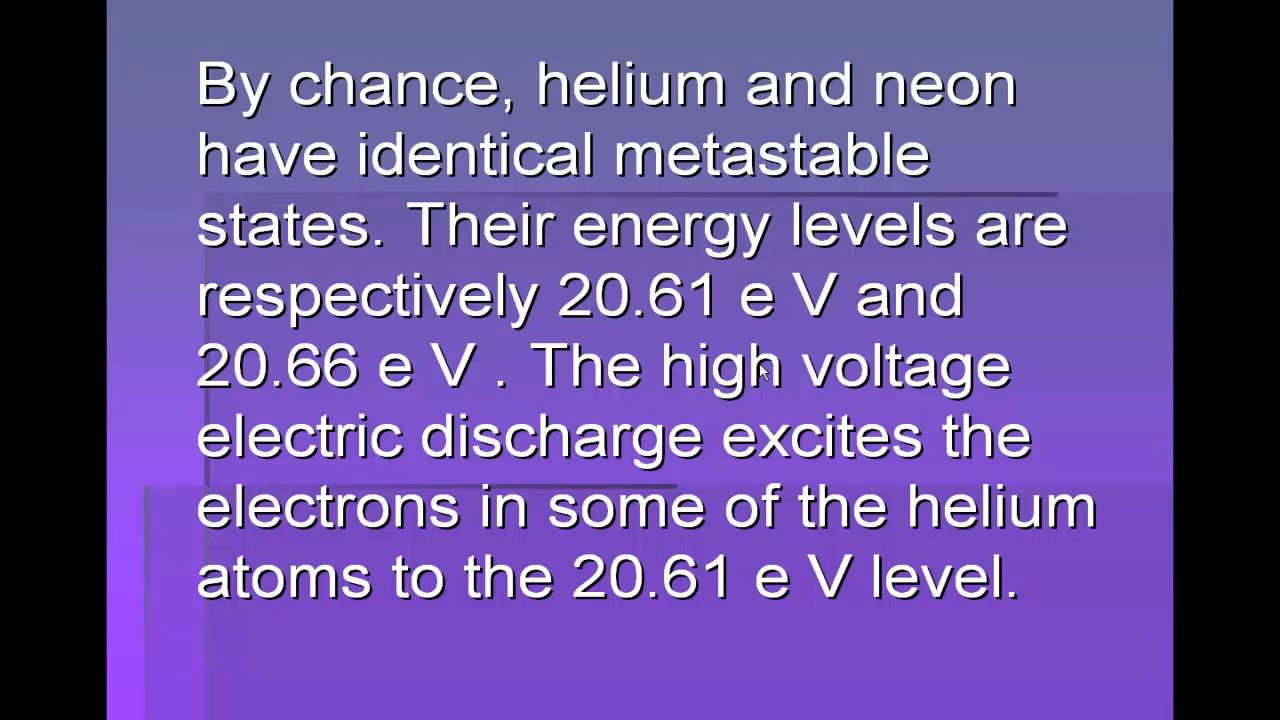 By chance, helium and neon
have identical metastable
states. Their energy levels are
respectively 20.61 e V and
20.66 e V . The high voltage
electric discharge excites the
electrons in some of the helium
atoms to the 20.61 e V level.